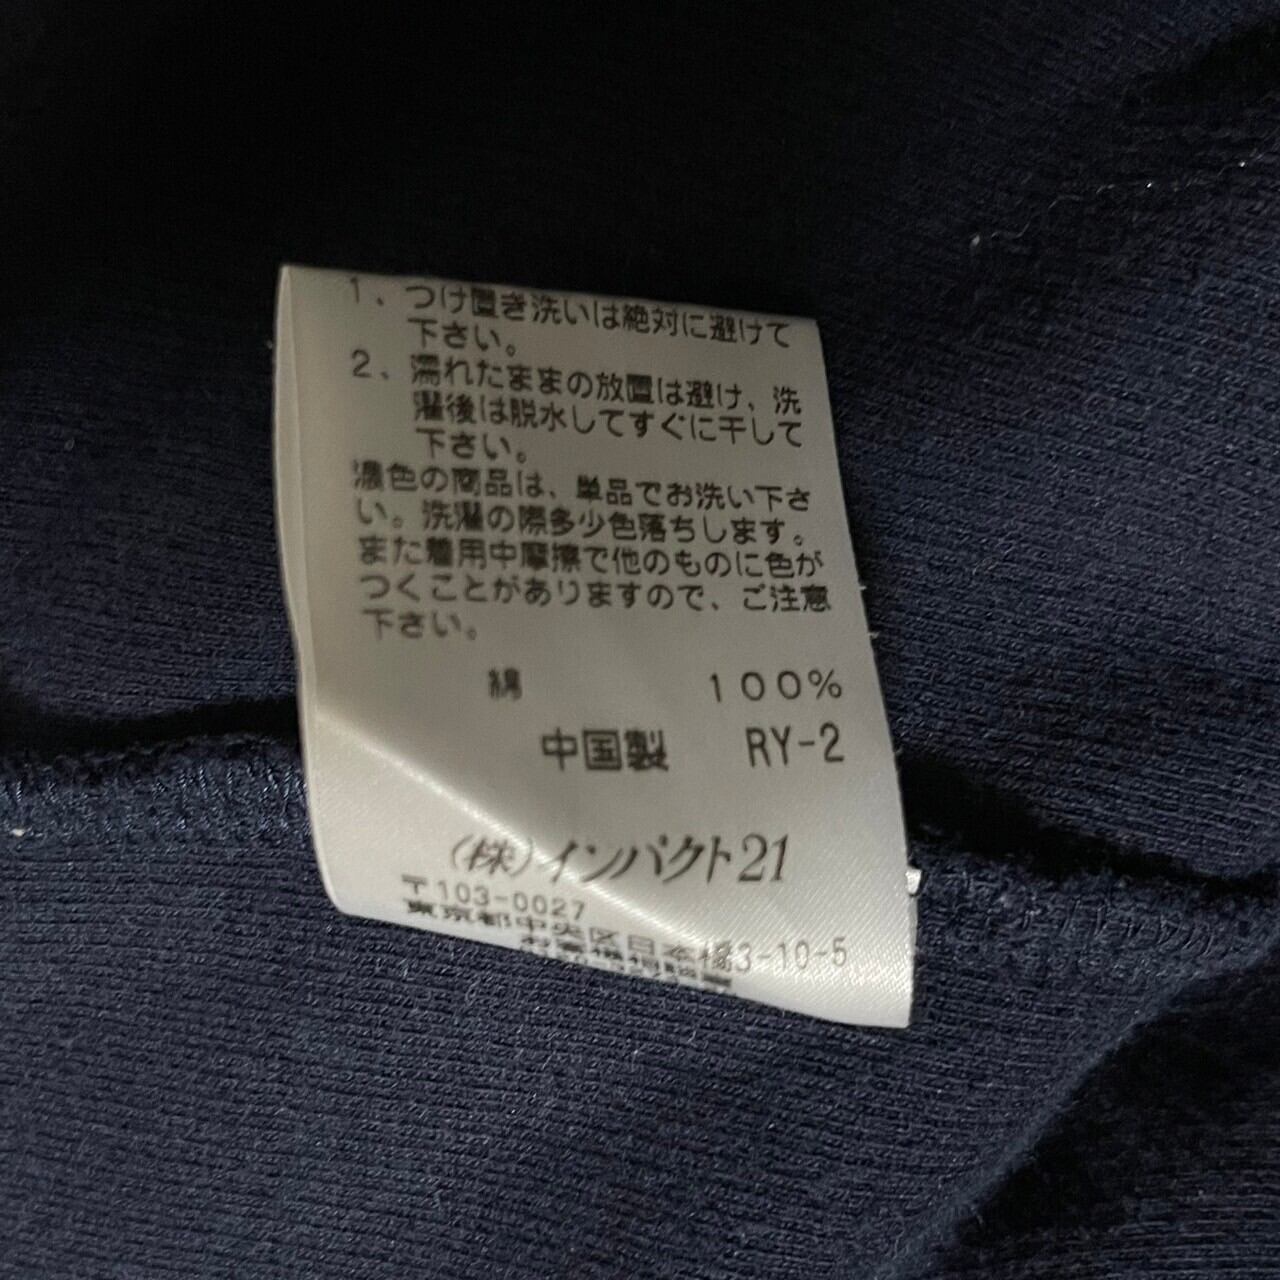 1、つけ置き洗いは絶対に避けて
下さい。
2、濡れたままの放置は避け、洗
濯後は脱水してすぐに干して
下さい。
濃色の商品は、単品でお洗い下さ
い。洗濯の際多少色落ちします。
また着用中摩擦で他のものに色が
つくことがありますので、ご注意
下さい。
綿 100%
中国製 RY-2
(株)インパクト21
〒103-0027
東京都中央区日本橋3-10-5